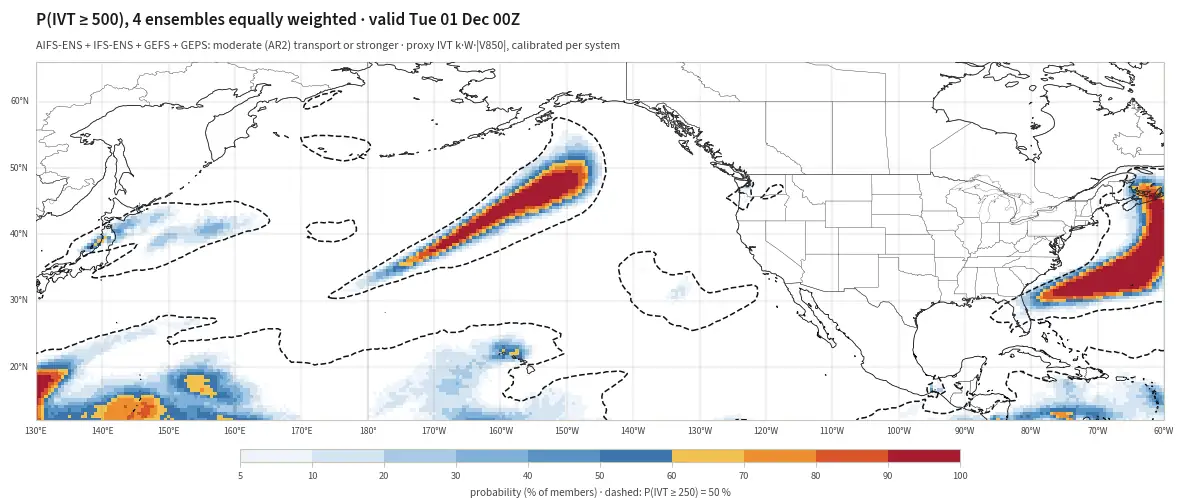 P(IVT ≥ 500), 4 ensembles equally weighted · valid Tue 01 Dec 00Z
AIFS-ENS + IFS-ENS + GEFS + GEPS: moderate (AR2) transport or stronger · proxy IVT k·W·|V850|, calibrated per system
60°N
50°N
40°N
30°N
20°N
130°E 140°E 150°E 160°E 170°E 180° 170°W 160°W 150°W 140°W 130°W 120°W 110°W 100°W 90°W 80°W 70°W 60°W
5 10 20 30 40 50 60 70 80 90 100
probability (% of members) · dashed: P(IVT ≥ 250) = 50 %